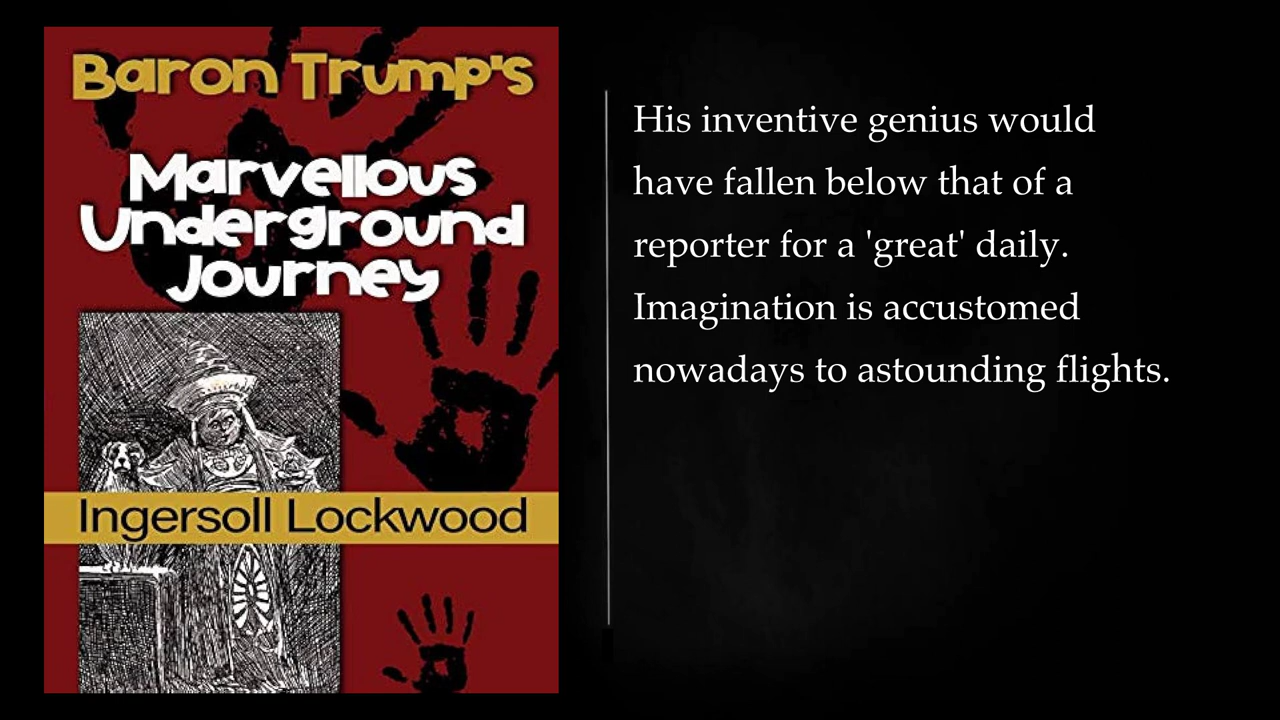 Baron Trump's
Marvellous
Underground
Journey
Ingersoll Lockwood
His inventive genius would
have fallen below that of a
reporter for a 'great' daily.
Imagination is accustomed
nowadays to astounding flights.